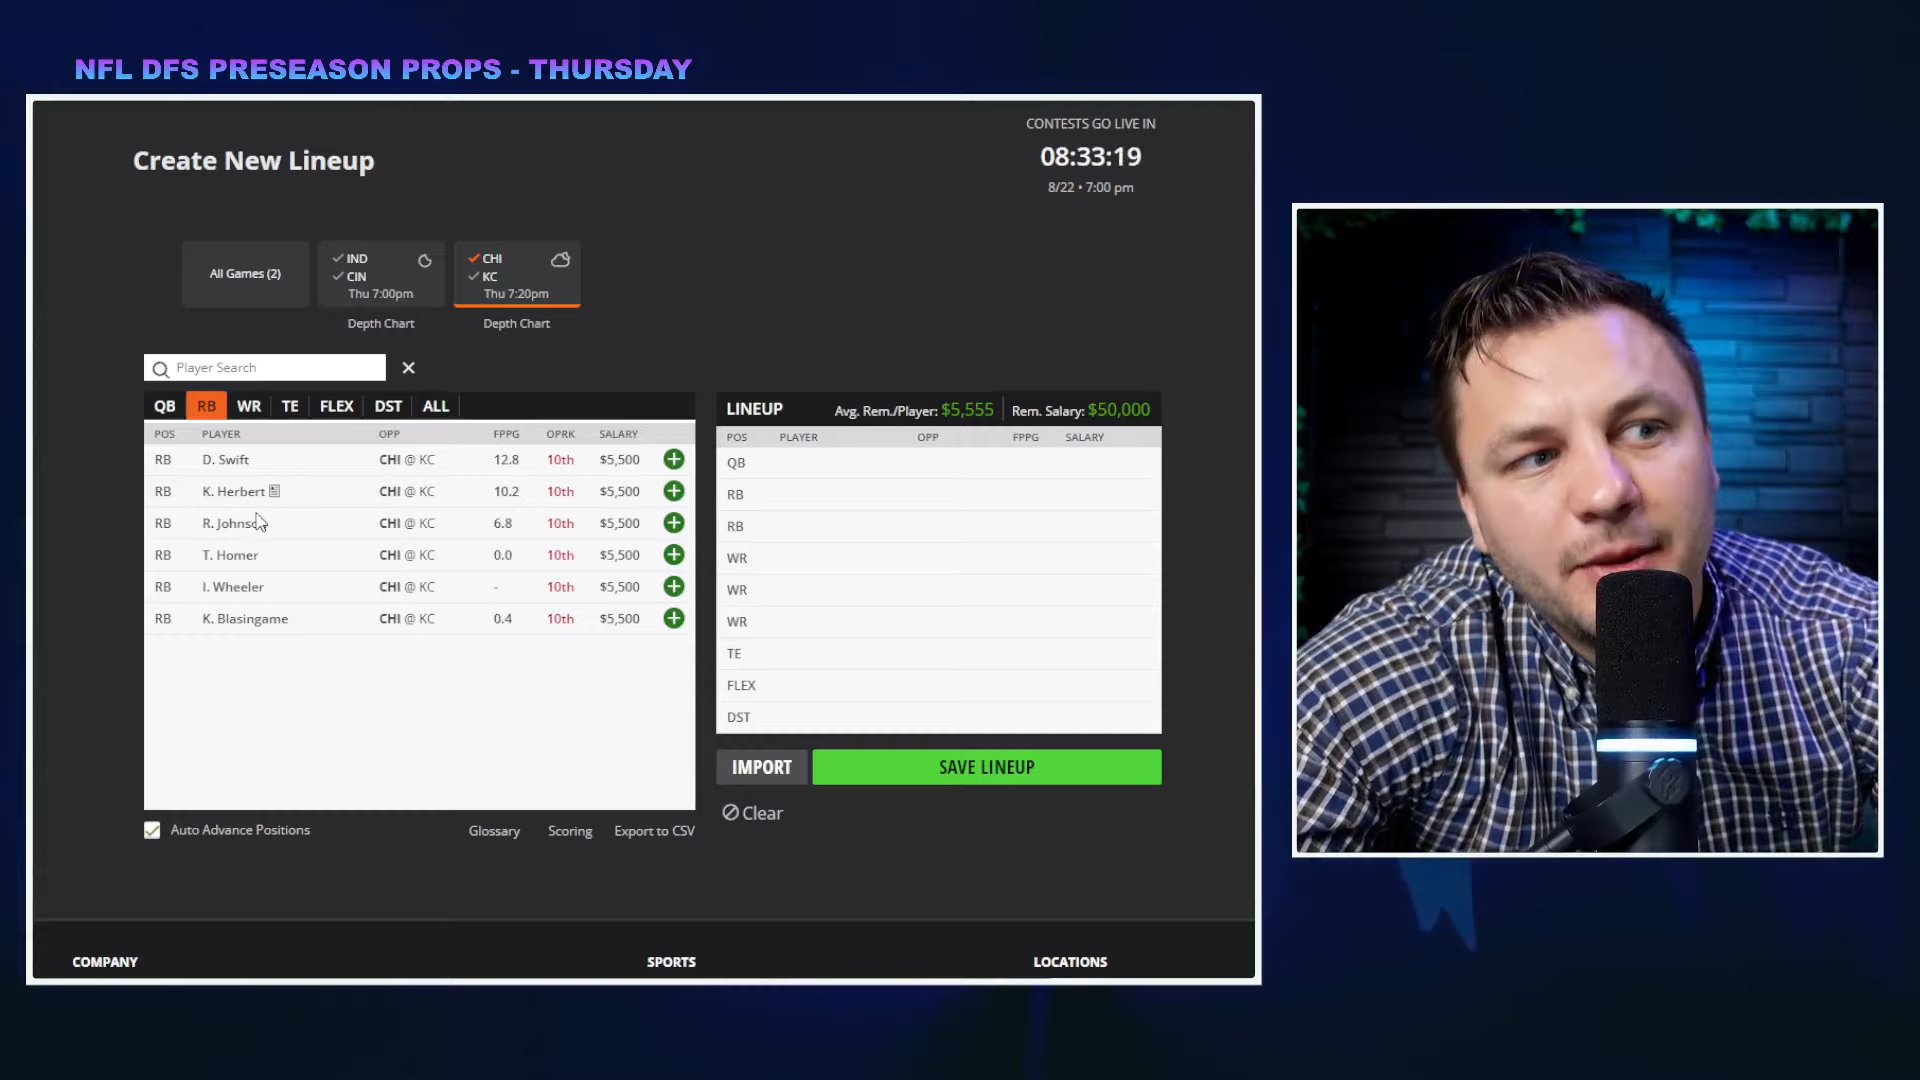 NFL DFS PRESEASON PROPS - THURSDAY
CONTESTS GO LIVE IN
Create New Lineup
08:33:19
8/22 • 7:00 pm
All Games (2)
IND
CIN
Thu 7:00pm
CHI
KC
Thu 7:20pm
Depth Chart
Depth Chart
Player Search
QB RB WR TE FLEX DST ALL
POS PLAYER OPP FPPG OPRK SALARY
RB D. Swift CHI @ KC 12.8 10th $5,500
RB K. Herbert CHI @ KC 10.2 10th $5,500
RB R. Johnson CHI @ KC 6.8 10th $5,500
RB T. Homer CHI @ KC 0.0 10th $5,500
RB I. Wheeler CHI @ KC - 10th $5,500
RB K. Blasingame CHI @ KC 0.4 10th $5,500
LINEUP Avg. Rem./Player: $5,555 Rem. Salary: $50,000
POS PLAYER OPP FPPG SALARY
QB
RB
RB
WR
WR
WR
TE
FLEX
DST
IMPORT SAVE LINEUP
Clear
Auto Advance Positions Glossary Scoring Export to CSV
COMPANY SPORTS LOCATIONS